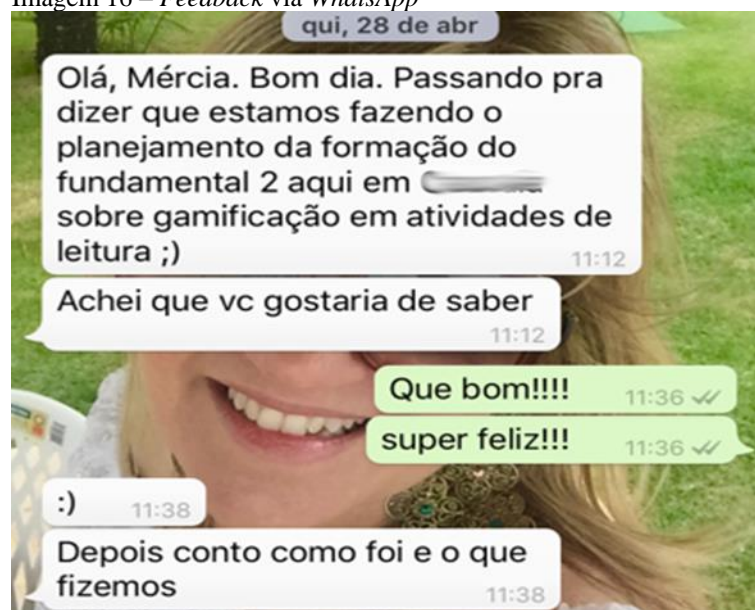 Imagem 16 – Feedback via WhatsApp
qui, 28 de abr
Olá, Mércia. Bom dia. Passando pra
dizer que estamos fazendo o
planejamento da formação do
fundamental 2 aqui em
sobre gamificação em atividades de
leitura ;)
11:12
Achei que vc gostaria de saber
11:12
Que bom!!!! 11:36
super feliz!!! 11:36
:) 11:38
Depois conto como foi e o que
fizemos
11:38